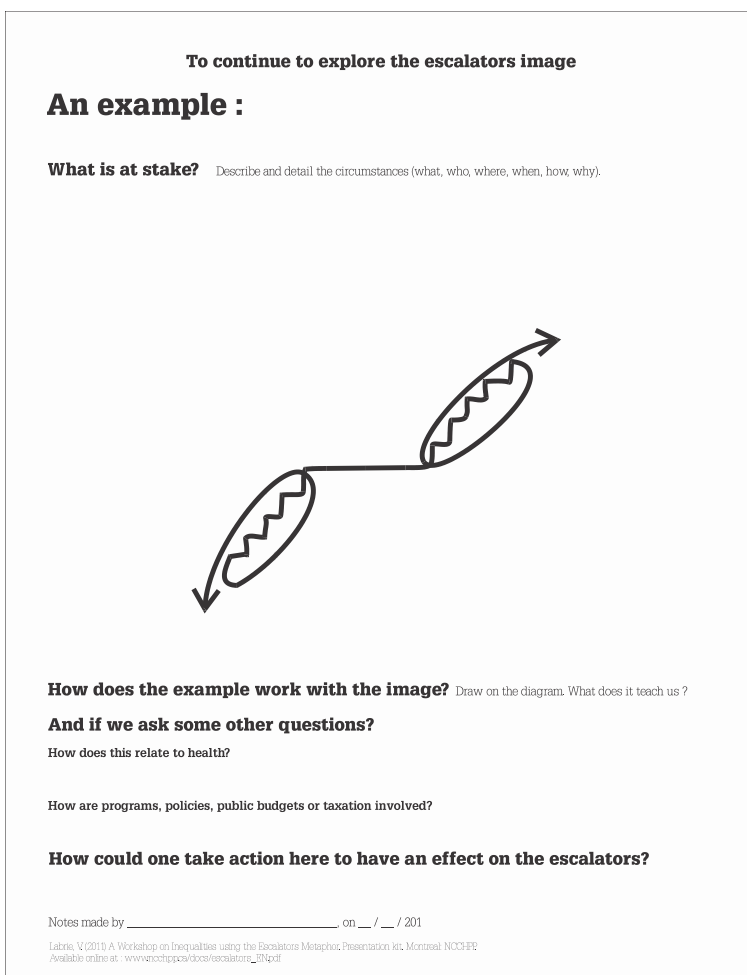 To continue to explore the escalators image
An example :
What is at stake? Describe and detail the circumstances (what, who, where, when, how, why).
How does the example work with the image? Draw on the diagram. What does it teach us ?
And if we ask some other questions?
How does this relate to health?
How are programs, policies, public budgets or taxation involved?
How could one take action here to have an effect on the escalators?
Notes made by ____________________, on __ / __ / 201
Labrie, V. (2011) A Workshop on Inequalities using the Escalators Metaphor. Presentation kit. Montreal: NCCHPP.
Available online at : www.ncchpp.ca/docs/escalators_EN.pdf